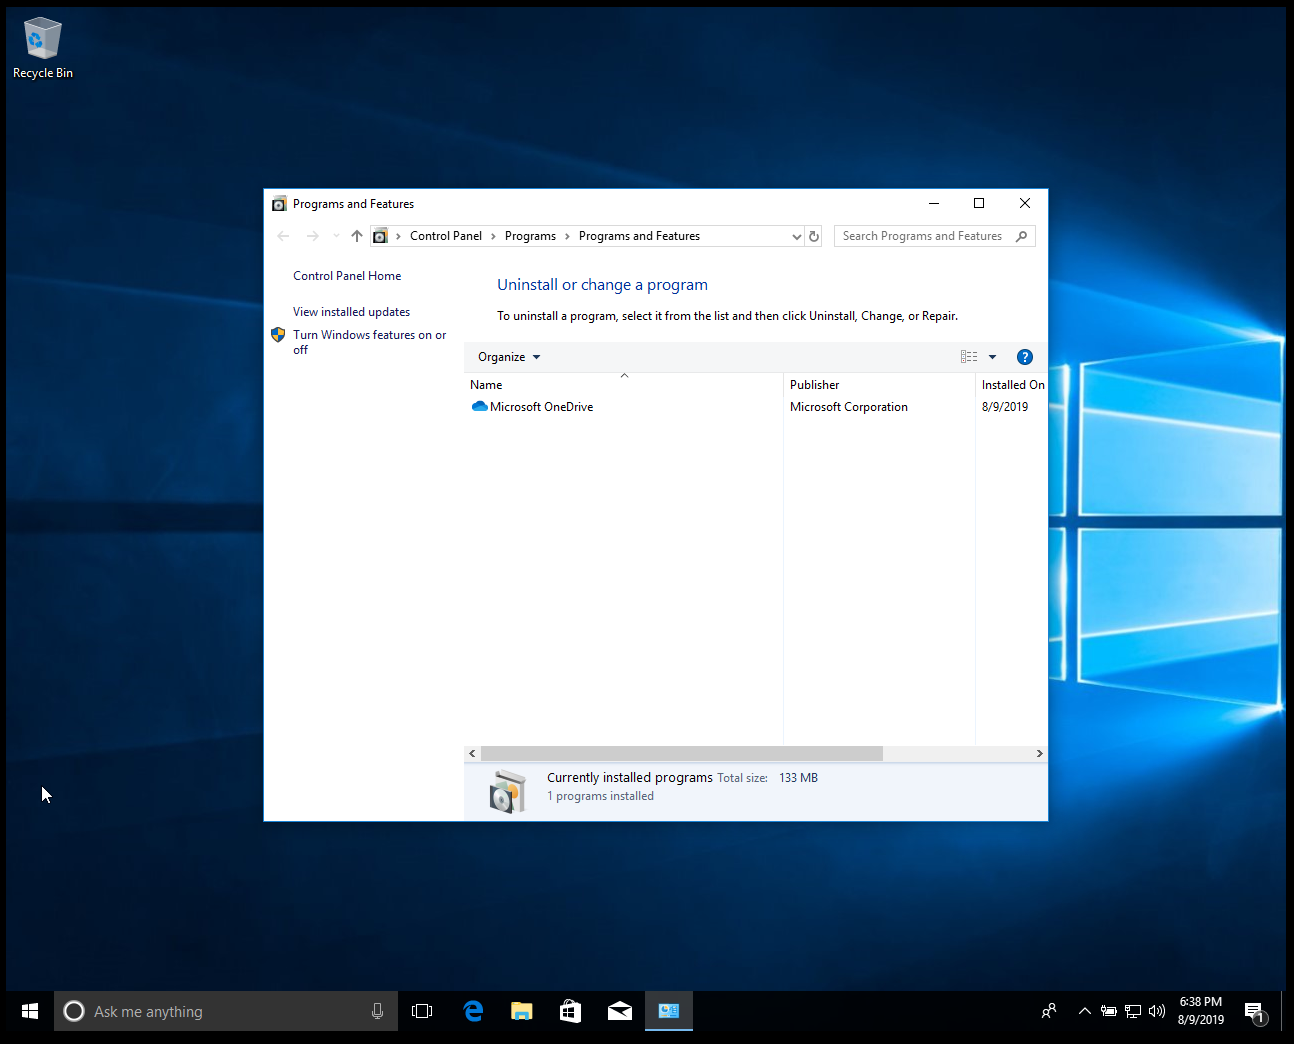 Recycle Bin
Programs and Features
Control Panel > Programs > Programs and Features
Search Programs and Features
Control Panel Home
View installed updates
Turn Windows features on or
off
Uninstall or change a program
To uninstall a program, select it from the list and then click Uninstall, Change, or Repair.
Organize
?
Name Publisher Installed On
Microsoft OneDrive Microsoft Corporation 8/9/2019
Currently installed programs Total size: 133 MB
1 programs installed
Ask me anything
6:38 PM
8/9/2019
1